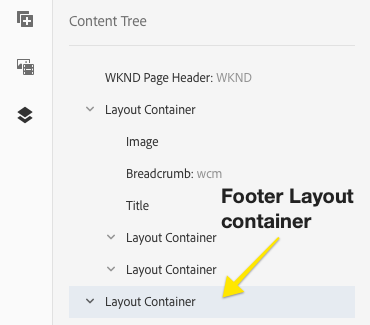 Content Tree
WKND Page Header: WKND
Layout Container
Image
Breadcrumb: wcm
Title
Footer Layout
container
Layout Container
Layout Container
Layout Container